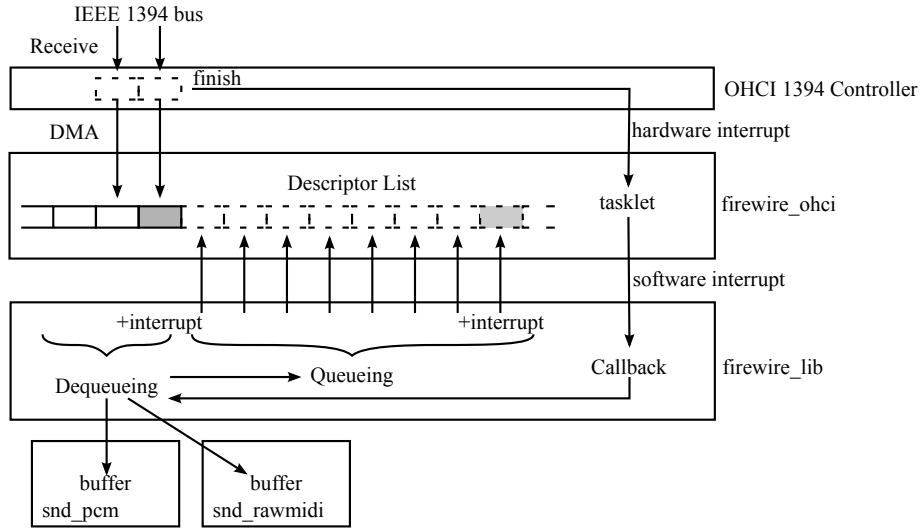 IEEE 1394 bus
Receive
finish
OHCI 1394 Controller
DMA
hardware interrupt
Descriptor List
tasklet
firewire_ohci
software interrupt
+interrupt
+interrupt
Dequeueing
Queueing
Callback
firewire_lib
buffer
snd_pcm
buffer
snd_rawmidi